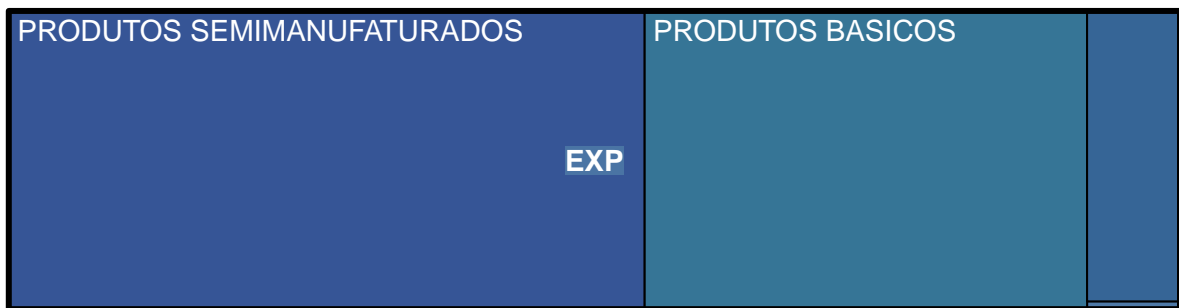 PRODUTOS SEMIMANUFATURADOS
PRODUTOS BASICOS
EXP